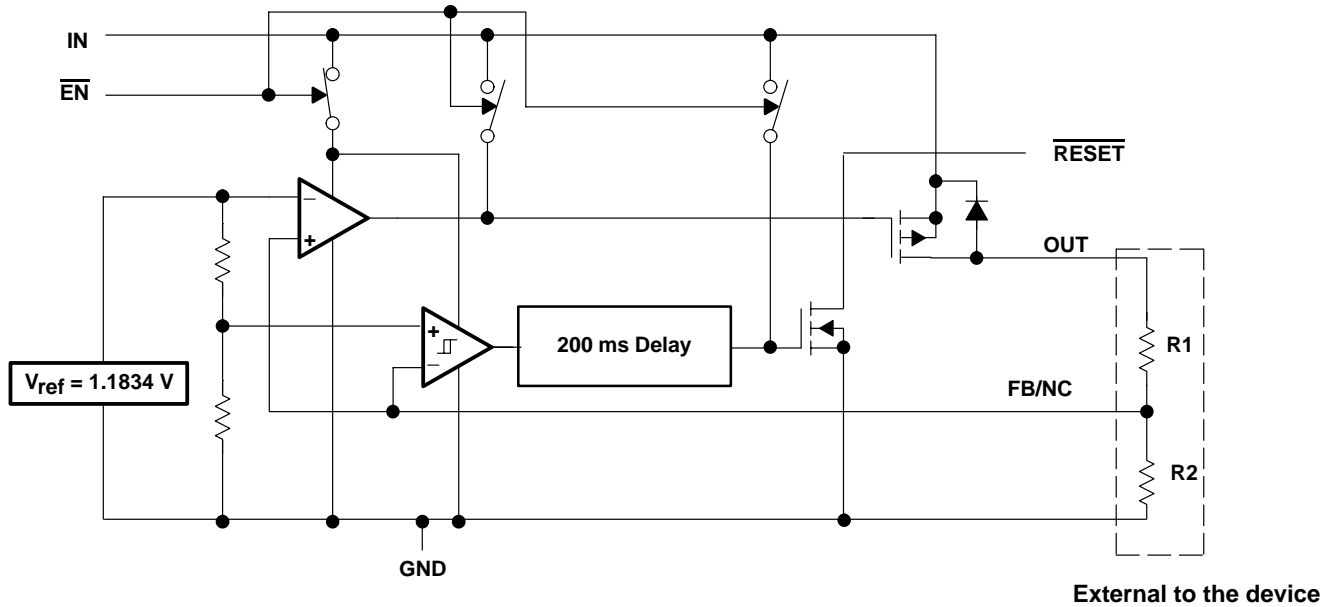 IN
EN
RESET
−
+
OUT
+
−
200 ms Delay
R1
Vref = 1.1834 V
FB/NC
R2
GND
External to the device